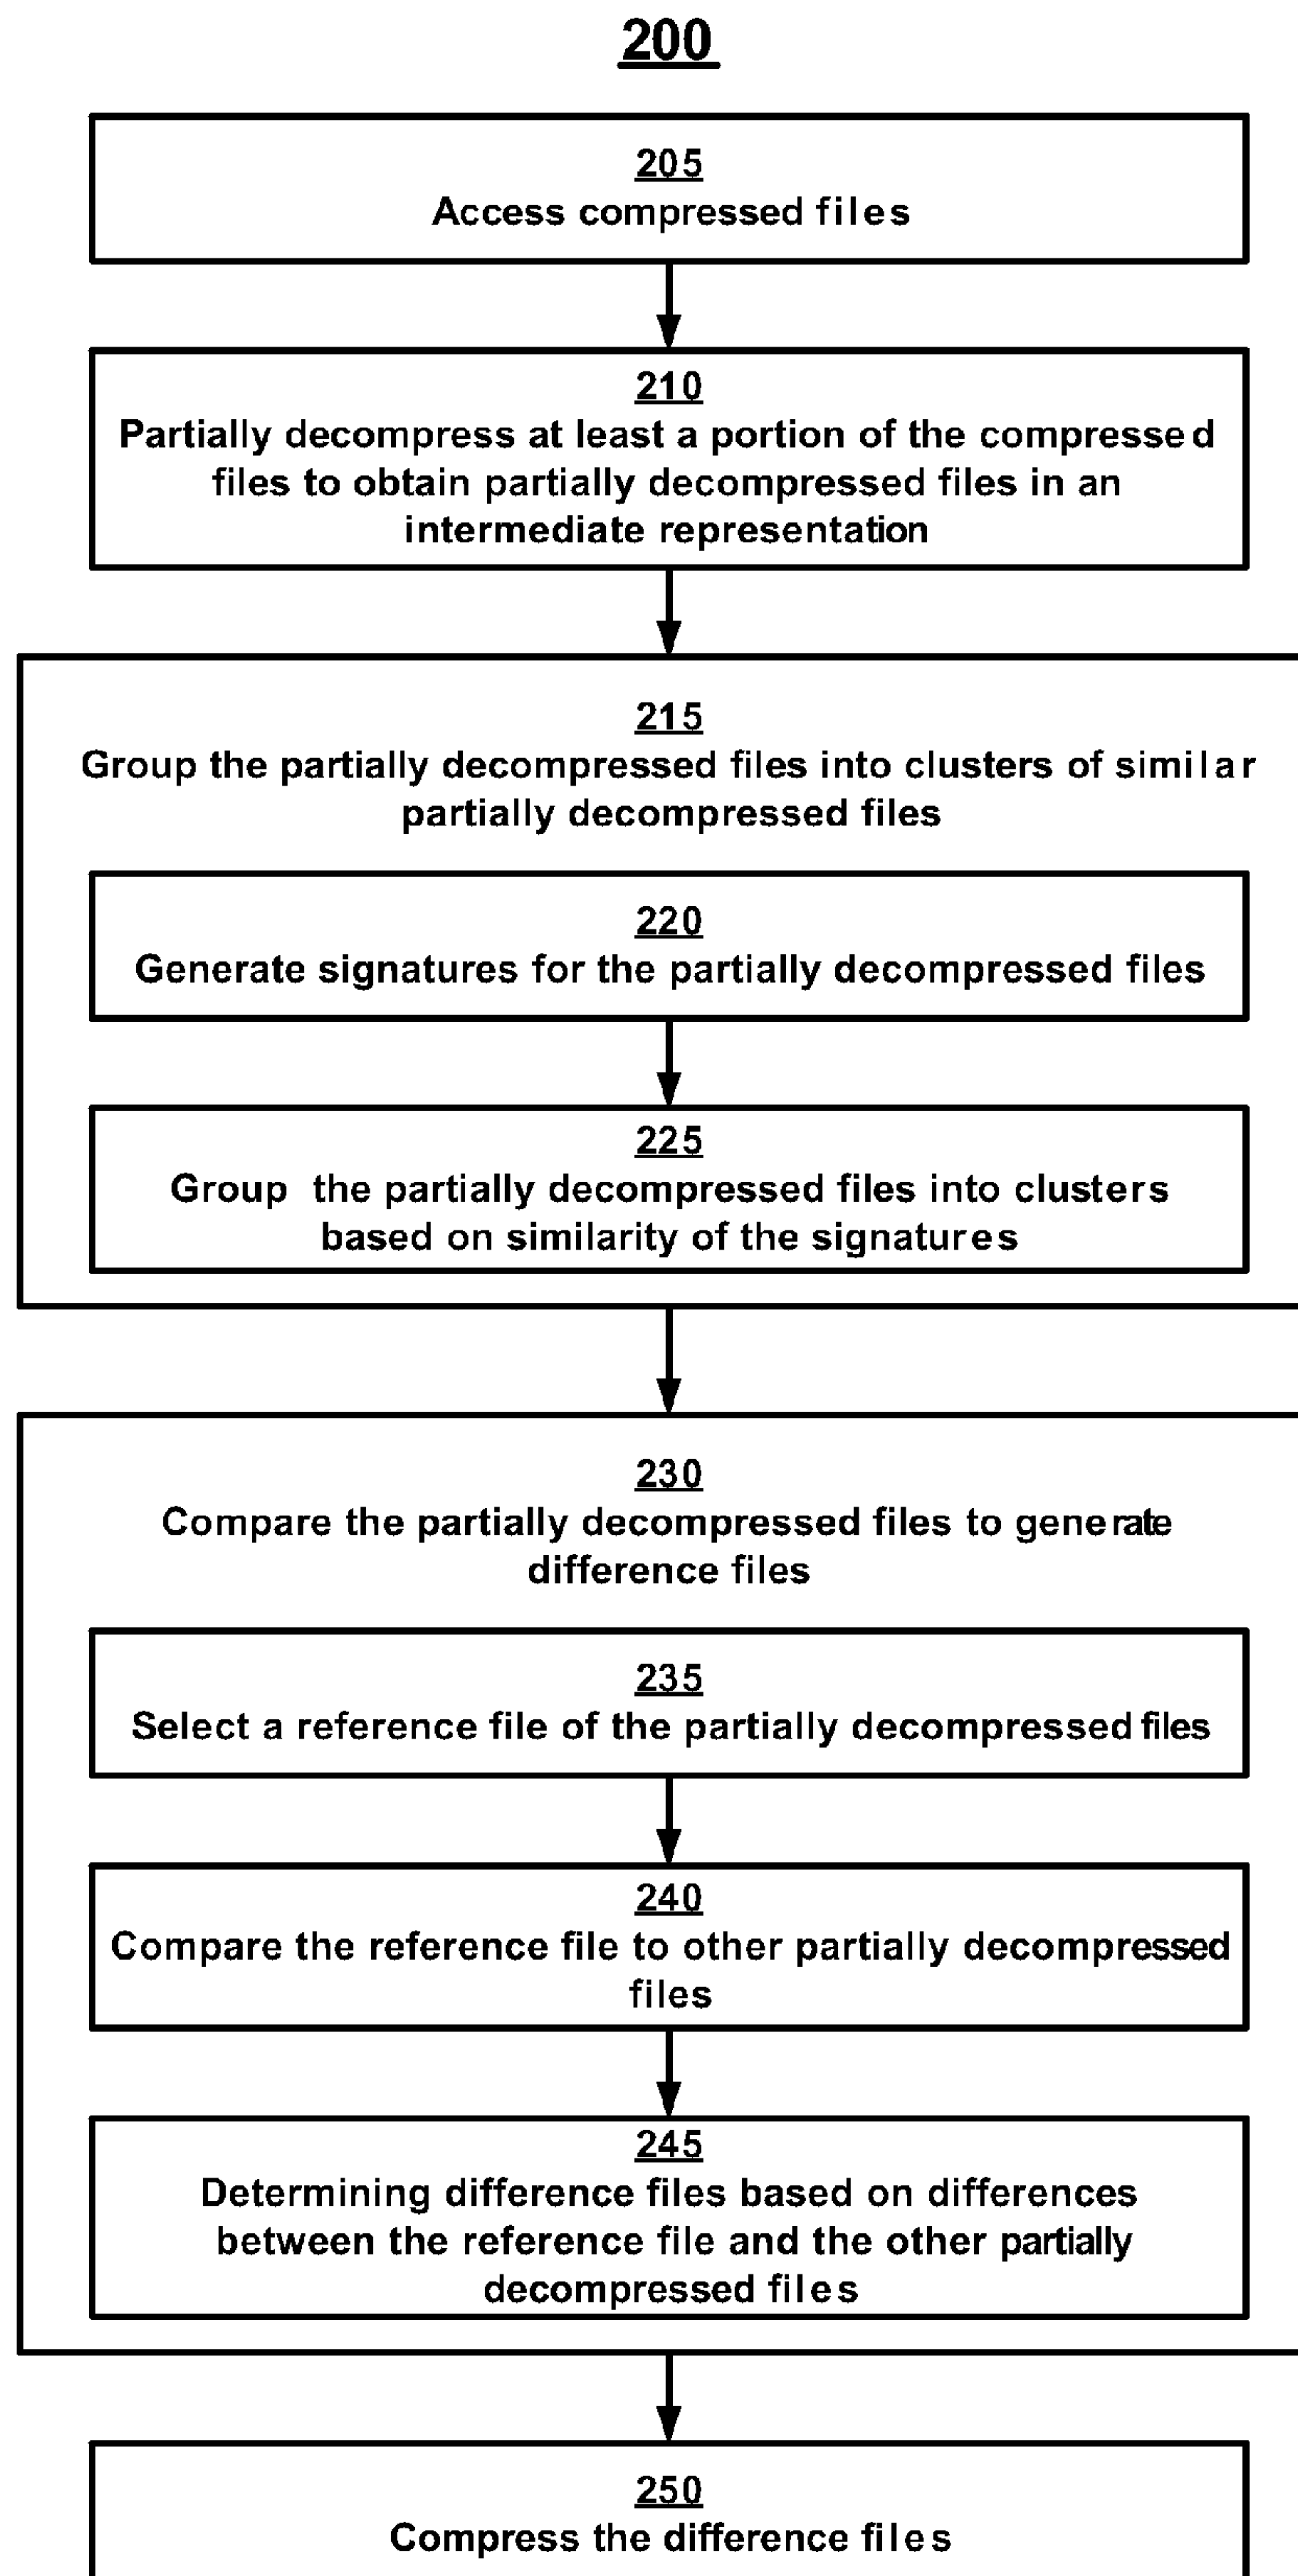 200
205
Access compressed files
210
Partially decompress at least a portion of the compressed
files to obtain partially decompressed files in an
intermediate representation
215
Group the partially decompressed files into clusters of similar
partially decompressed files
220
Generate signatures for the partially decompressed files
225
Group the partially decompressed files into clusters
based on similarity of the signatures
230
Compare the partially decompressed files to generate
difference files
235
Select a reference file of the partially decompressed files
240
Compare the reference file to other partially decompressed
files
245
Determining difference files based on differences
between the reference file and the other partially
decompressed files
250
Compress the difference files